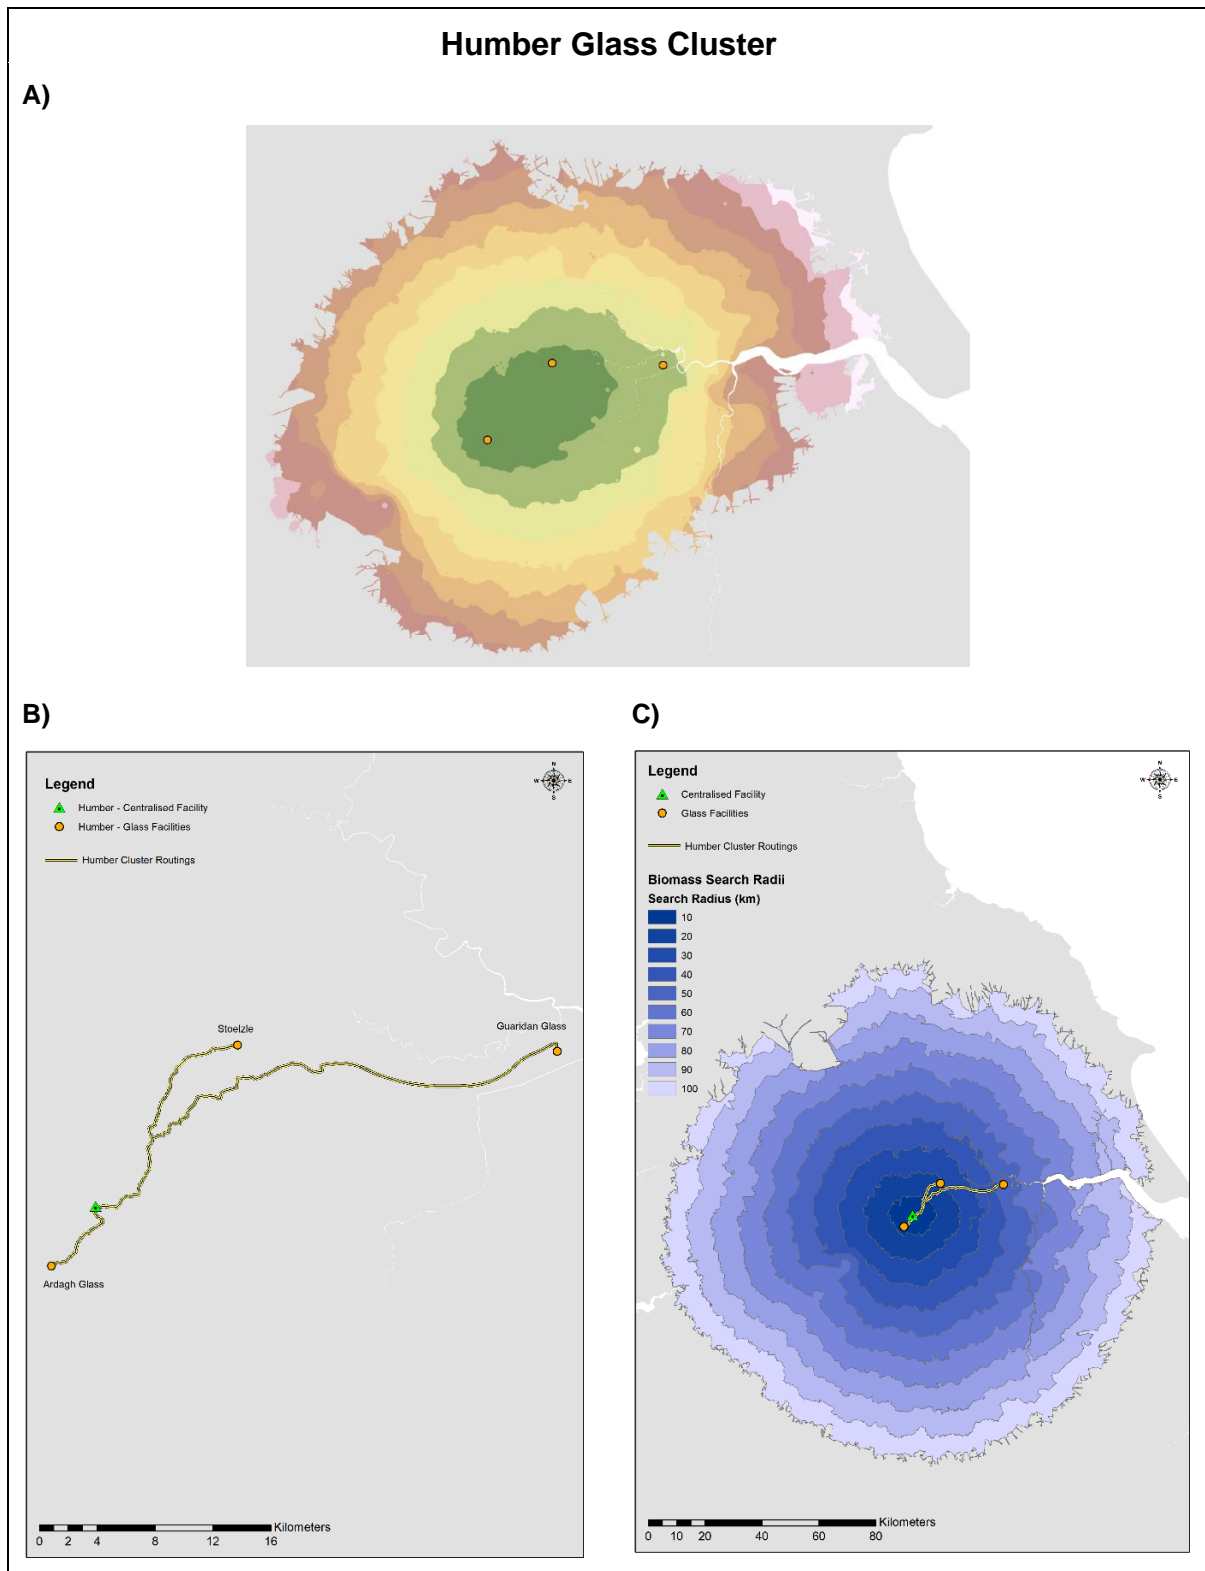 Humber Glass Cluster
A)
B)
Legend
Humber - Centralised Facility
Humber - Glass Facilities
Humber Cluster Routings
N
W E
S
Stoelzle
Guaridan Glass
Ardagh Glass
Kilometers
0 2 4 8 12 16
C)
Legend
Centralised Facility
Glass Facilities
Humber Cluster Routings
Biomass Search Radii
Search Radius (km)
10
20
30
40
50
60
70
80
90
100
N
W E
S
Kilometers
0 5 10 20 40 60 80